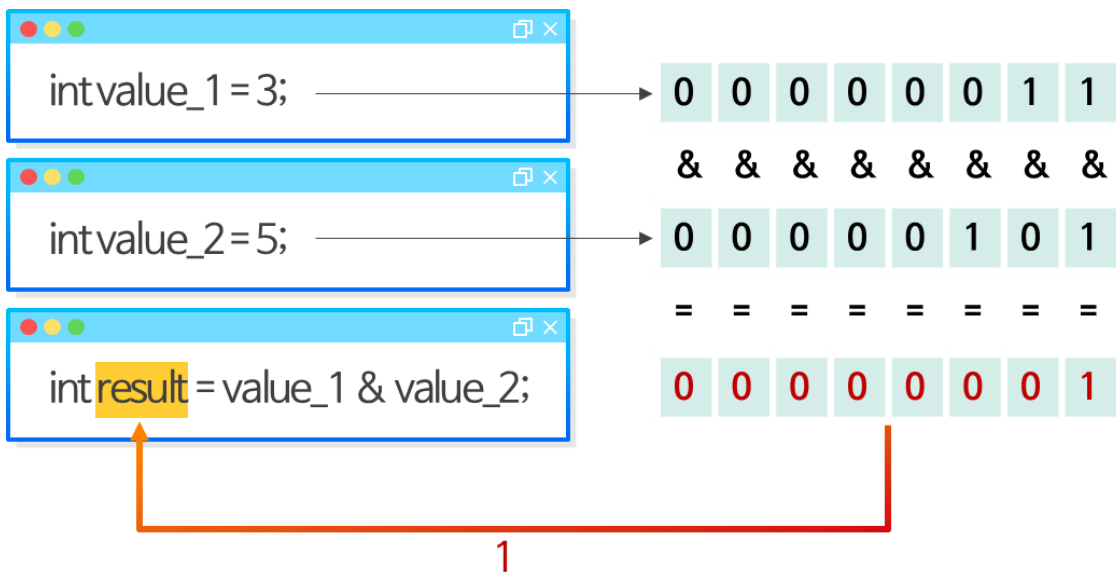 int value_1 = 3;
0 0 0 0 0 0 1 1
& & & & & & & &
int value_2 = 5;
0 0 0 0 0 1 0 1
= = = = = = = =
int result = value_1 & value_2;
0 0 0 0 0 0 0 1
1